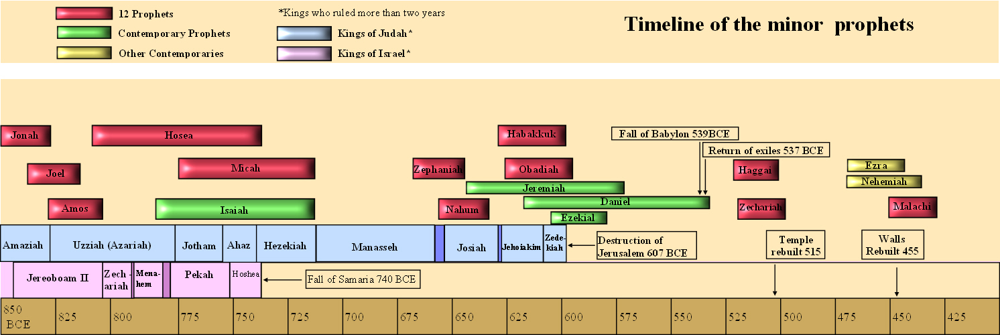 12 Prophets
Contemporary Prophets
Other Contemporaries
*Kings who ruled more than two years
Kings of Judah*
Kings of Israel*
Timeline of the minor prophets
Jonah
Hosea
Habakkuk
Fall of Babylon 539BCE
Return of exiles 537 BCE
Joel
Micah
Zephaniah
Obadiah
Haggai
Ezra
Nehemiah
Jeremiah
Amos
Isaiah
Nahum
Daniel
Ezekial
Zechariah
Malachi
Amaziah
Uzziah (Azariah)
Jotham
Ahaz
Hezekiah
Manasseh
Josiah
Jehoiakim
Zede-
kiah
Destruction of
Jerusalem 607 BCE
Temple
rebuilt 515
Walls
Rebuilt 455
Jereoboam II
Zech -
ariah
Mena-
hem
Pekah
Hoshea
Fall of Samaria 740 BCE
850
BCE
825
800
775
750
725
700
675
650
625
600
575
550
525
500
475
450
425